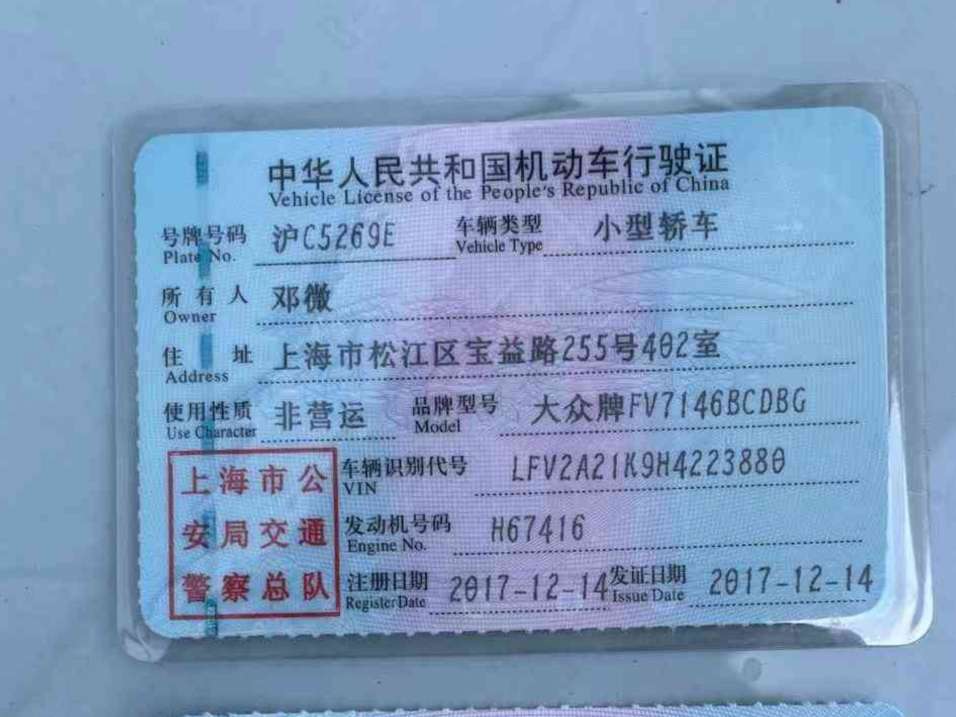 中华人民共和国机动车行驶证
Vehicle License of the People's Republic of China
号牌号码 沪C5269E 车辆类型 小型轿车
Plate No. Vehicle Type
所有人 邓微
Owner
住址 上海市松江区宝益路255号402室
Address
使用性质 非营运 品牌型号 大众牌FV7146BCDBG
Use Character Model
车辆识别代号 LFV2A21K9H4223880
VIN
发动机号码 H67416
Engine No.
注册日期 2017-12-14 发证日期 2017-12-14
Register Date Issue Date
上海市公
安局交通
警察总队